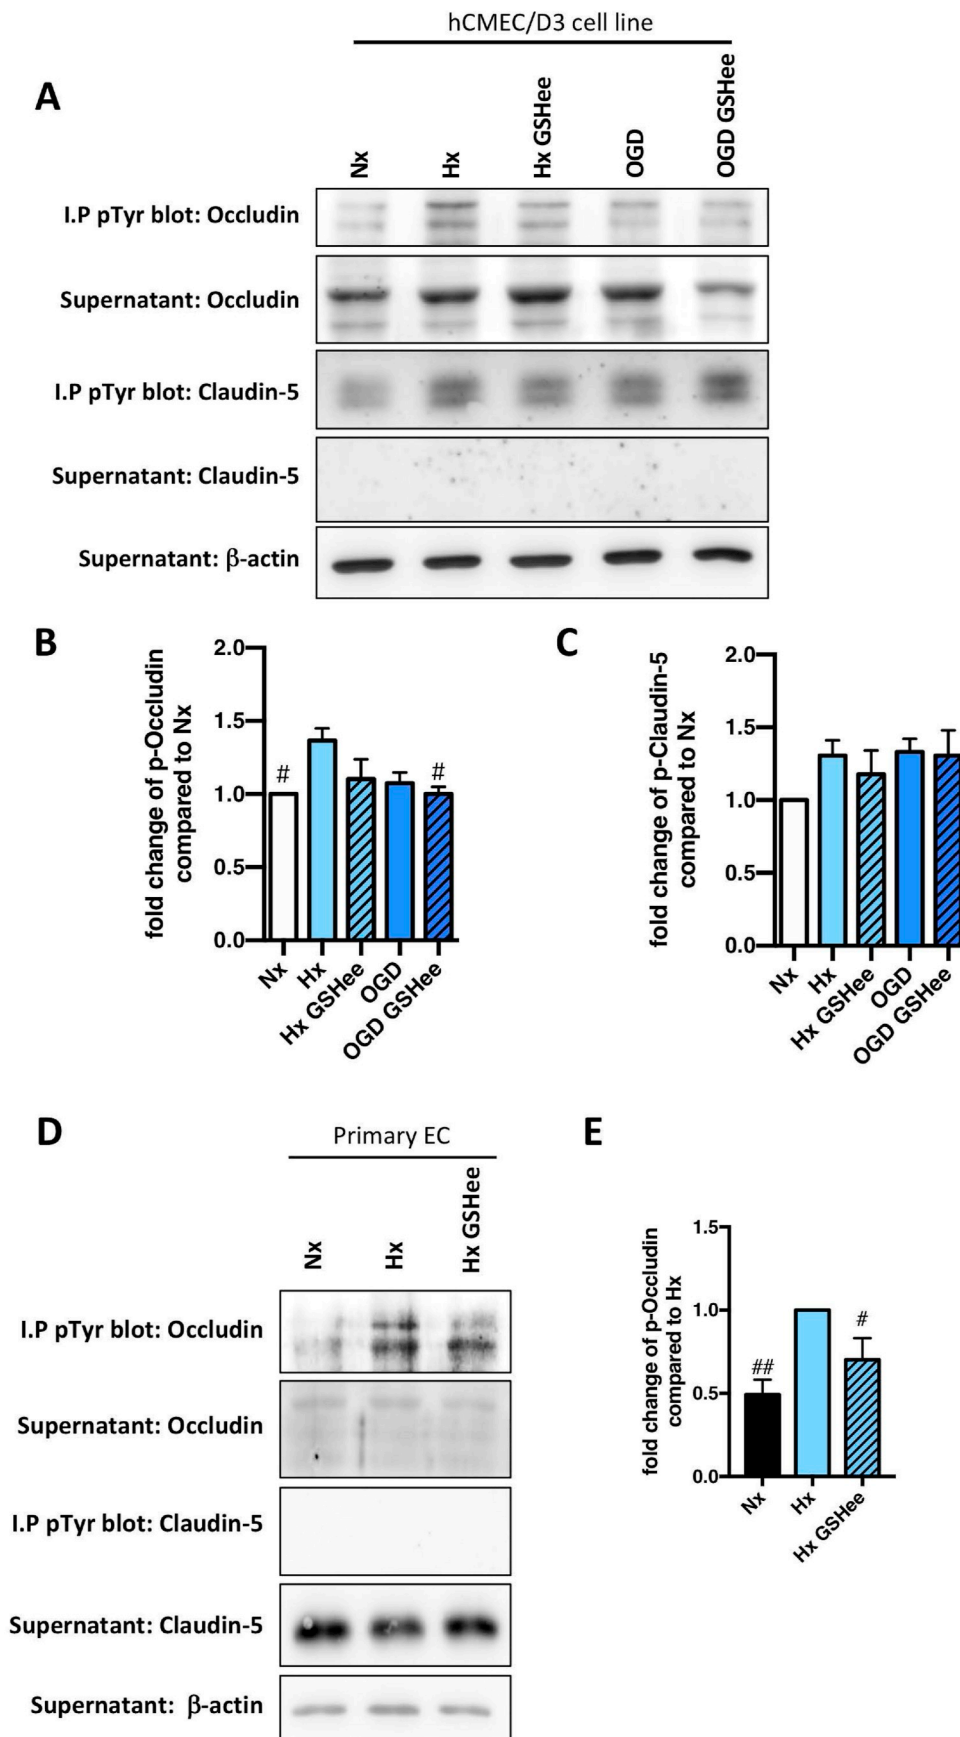 hCMEC/D3 cell line
A
Nx
Hx
Hx GSHee
OGD
OGD GSHee
I.P pTyr blot: Occludin
Supernatant: Occludin
I.P pTyr blot: Claudin-5
Supernatant: Claudin-5
Supernatant: β-actin
B
fold change of p-Occludin
compared to Nx
2.0
1.5
1.0
0.5
0.0
#
#
Nx
Hx
Hx GSHee
OGD
OGD GSHee
C
fold change of p-Claudin-5
compared to Nx
2.0
1.5
1.0
0.5
0.0
Nx
Hx
Hx GSHee
OGD
OGD GSHee
D
Primary EC
Nx
Hx
Hx GSHee
I.P pTyr blot: Occludin
Supernatant: Occludin
I.P pTyr blot: Claudin-5
Supernatant: Claudin-5
Supernatant: β-actin
E
fold change of p-Occludin
compared to Hx
1.5
1.0
0.5
0.0
##
#
Nx
Hx
Hx GSHee